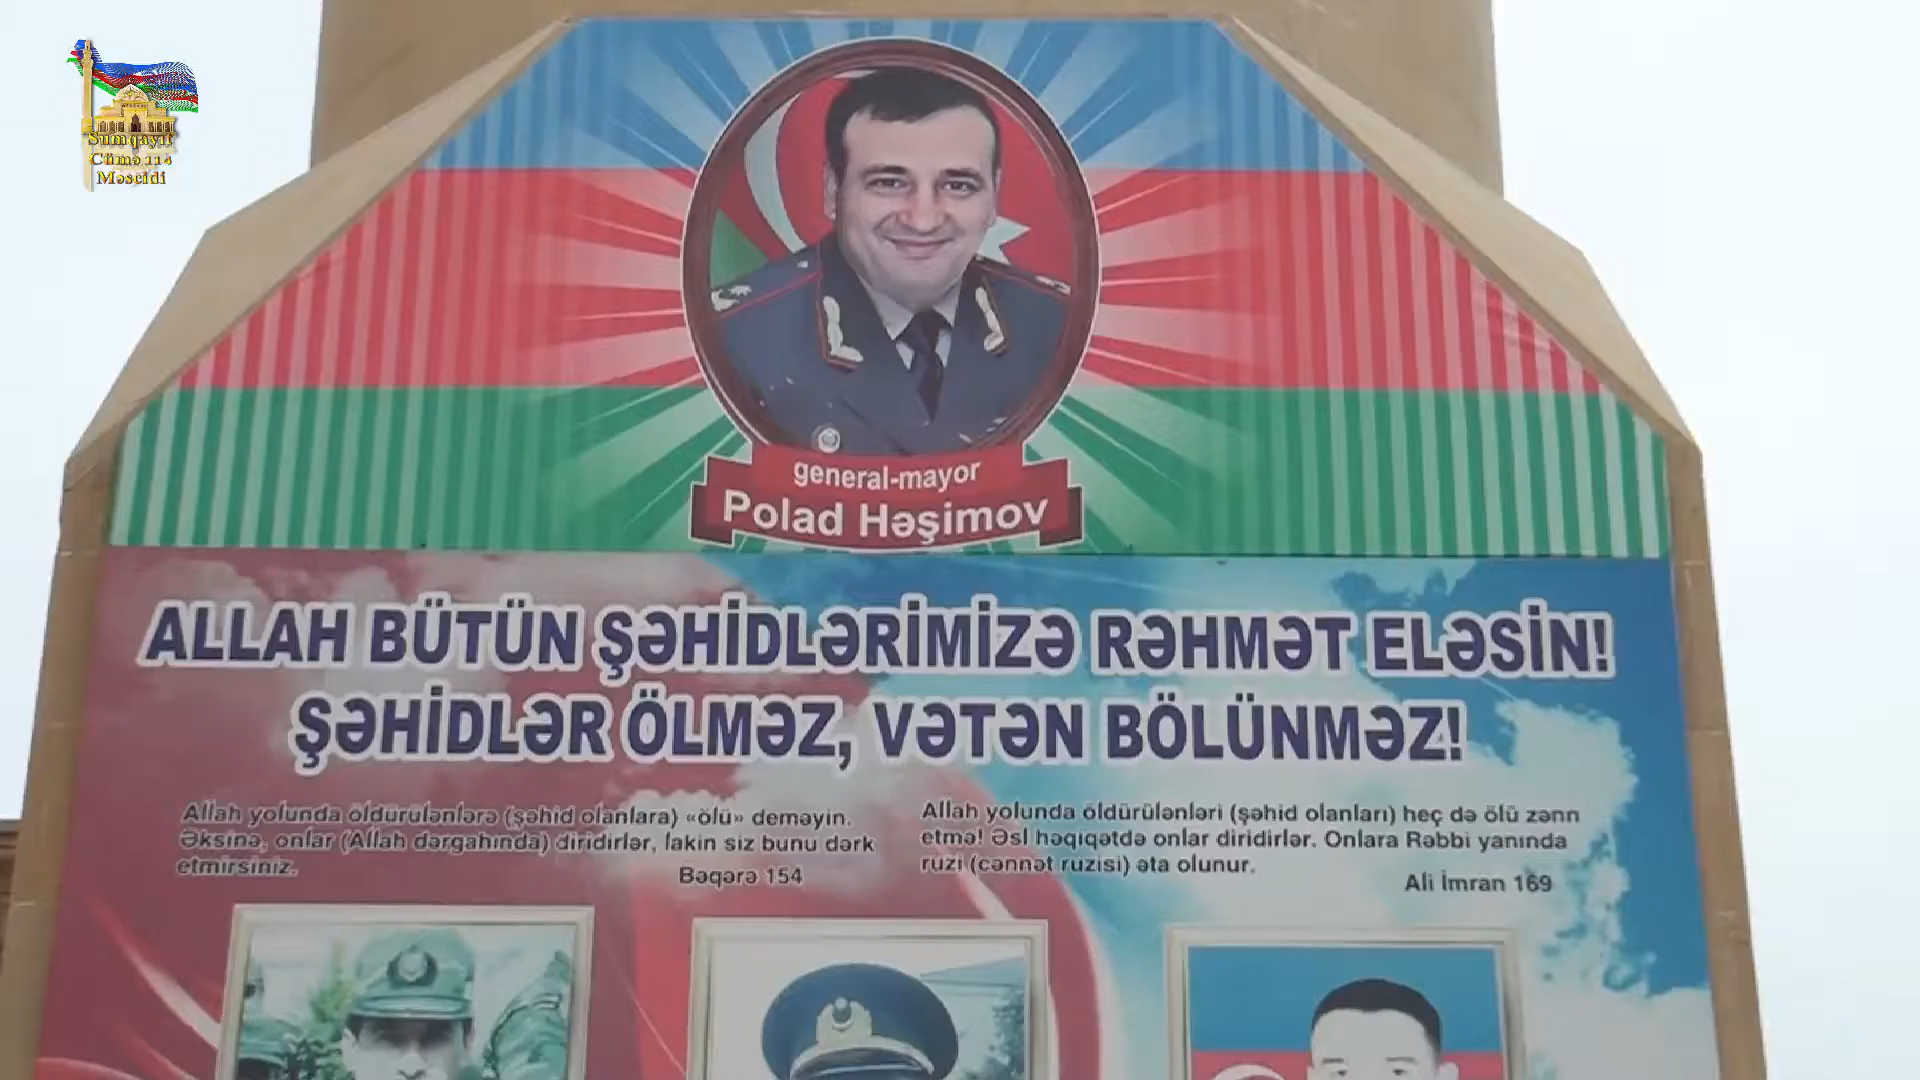 Sumqayıt
Cümə 114
Məscidi
general-mayor
Polad Həşimov
ALLAH BÜTÜN ŞƏHİDLƏRİMİZƏ RƏHMƏT ELƏSİN!
ŞƏHİDLƏR ÖLMƏZ, VƏTƏN BÖLÜNMƏZ!
Allah yolunda öldürülənlərə (şəhid olanlara) «ölü» deməyin.
Əksinə, onlar (Allah dərgahında) diridirlər, lakin siz bunu dərk
etmirsiniz.
Bəqərə 154
Allah yolunda öldürülənləri (şəhid olanları) heç də ölü zənn
etmə! Əsl həqiqətdə onlar diridirlər. Onlara Rəbbi yanında
ruzi (cənnət ruzisi) əta olunur.
Ali İmran 169